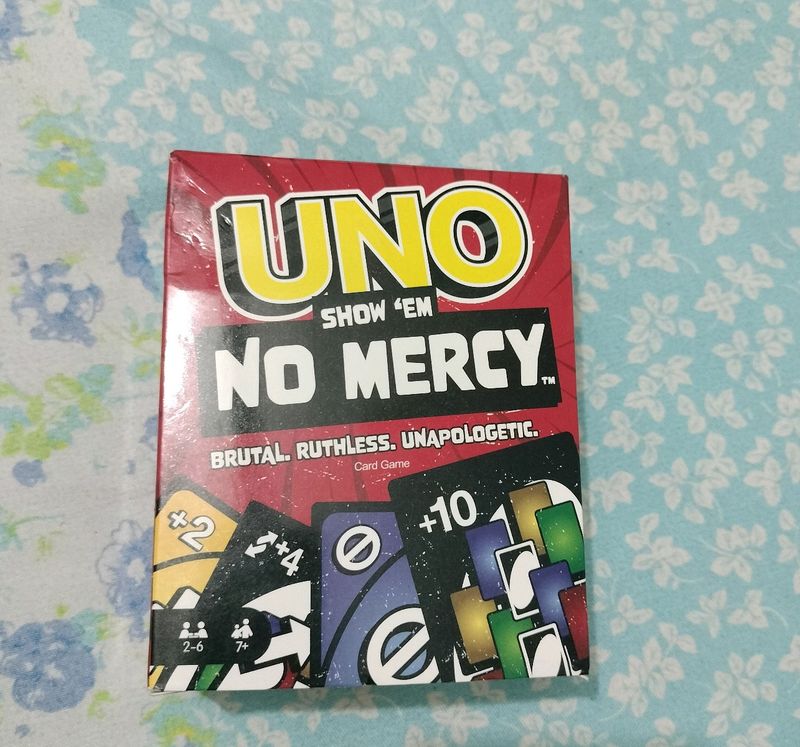 UNO
SHOW 'EM
NO MERCY™
BRUTAL. RUTHLESS. UNAPOLOGETIC.
Card Game
+2
+4
+10
2-6
7+